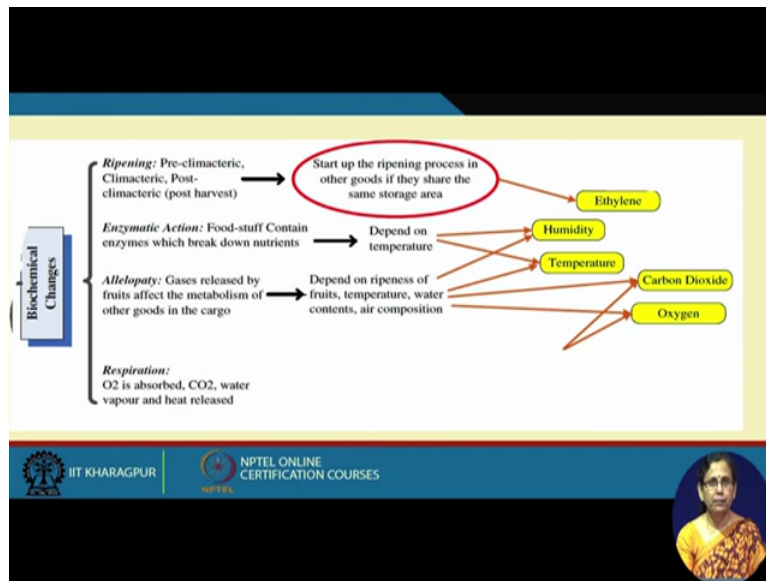 Biochemical
Changes
Ripening: Pre-climacteric,
Climacteric, Post-
climacteric (post harvest)
Start up the ripening process in
other goods if they share the
same storage area
Ethylene
Enzymatic Action: Food-stuff Contain
enzymes which break down nutrients
Depend on
temperature
Humidity
Temperature
Allelopaty: Gases released by
fruits affect the metabolism of
other goods in the cargo
Depend on ripeness of
fruits, temperature, water
contents, air composition
Carbon Dioxide
Oxygen
Respiration:
O2 is absorbed, CO2, water
vapour and heat released
IIT KHARAGPUR
NPTEL
NPTEL ONLINE
CERTIFICATION COURSES